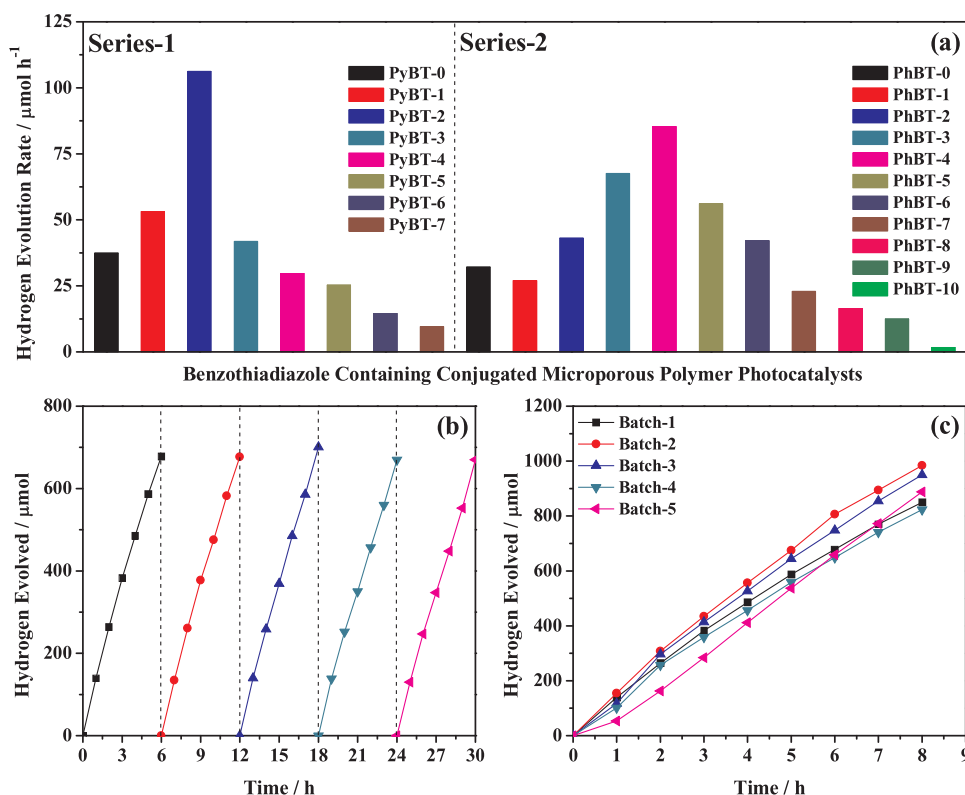 Series-1
Series-2
(a)
Hydrogen Evolution Rate / μmol h⁻¹
125
100
75
50
25
0
PyBT-0
PyBT-1
PyBT-2
PyBT-3
PyBT-4
PyBT-5
PyBT-6
PyBT-7
PhBT-0
PhBT-1
PhBT-2
PhBT-3
PhBT-4
PhBT-5
PhBT-6
PhBT-7
PhBT-8
PhBT-9
PhBT-10
Benzothiadiazole Containing Conjugated Microporous Polymer Photocatalysts
(b)
Hydrogen Evolved / μmol
800
600
400
200
0
0 3 6 9 12 15 18 21 24 27 30
Time / h
(c)
Hydrogen Evolved / μmol
1200
1000
800
600
400
200
0
Batch-1
Batch-2
Batch-3
Batch-4
Batch-5
0 1 2 3 4 5 6 7 8 9
Time / h